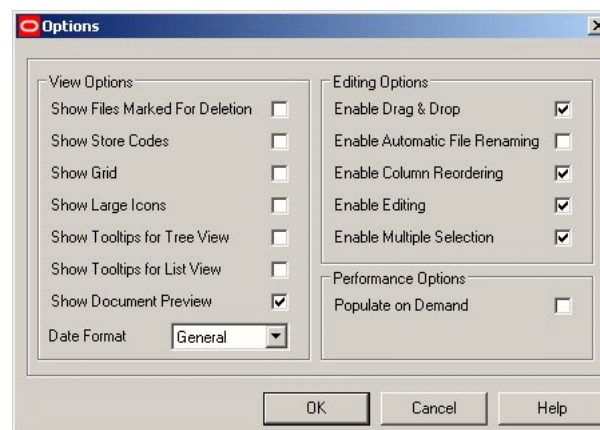 Options
View Options
Show Files Marked For Deletion
Show Store Codes
Show Grid
Show Large Icons
Show Tooltips for Tree View
Show Tooltips for List View
Show Document Preview
Date Format General
Editing Options
Enable Drag & Drop
Enable Automatic File Renaming
Enable Column Reordering
Enable Editing
Enable Multiple Selection
Performance Options
Populate on Demand
OK Cancel Help